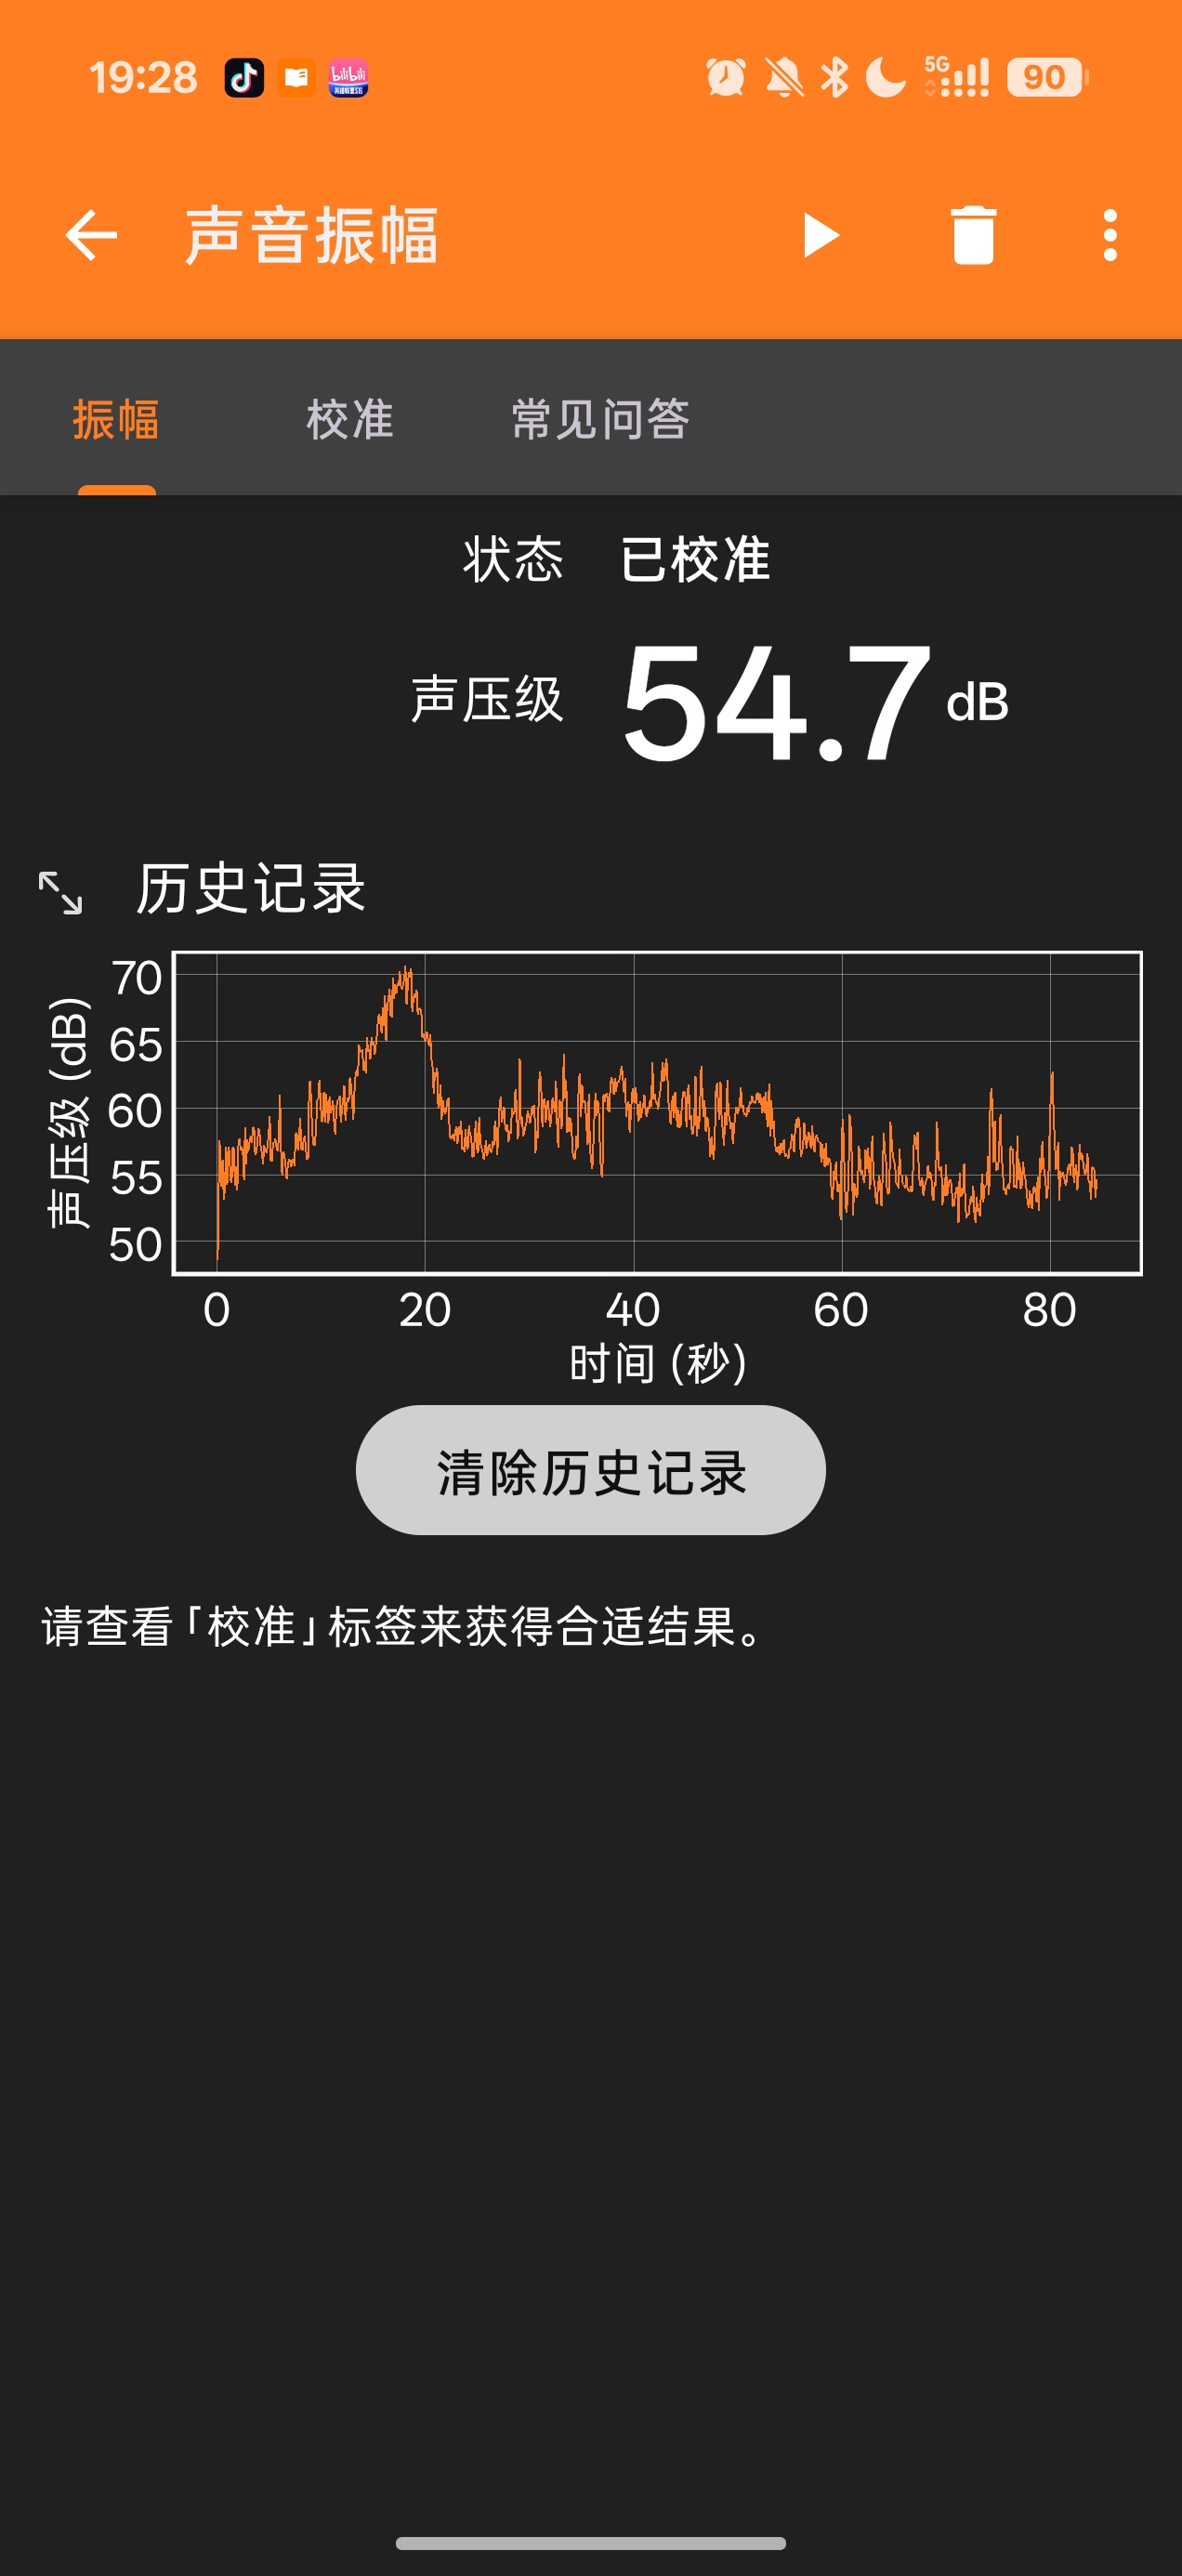 19:28 bilibili 5G 90
声音振幅
振幅 校准 常见问答
状态 已校准
声压级 54.7 dB
历史记录
声压级 (dB)
70
65
60
55
50
0 20 40 60 80
时间 (秒)
清除历史记录
请查看「校准」标签来获得合适结果。